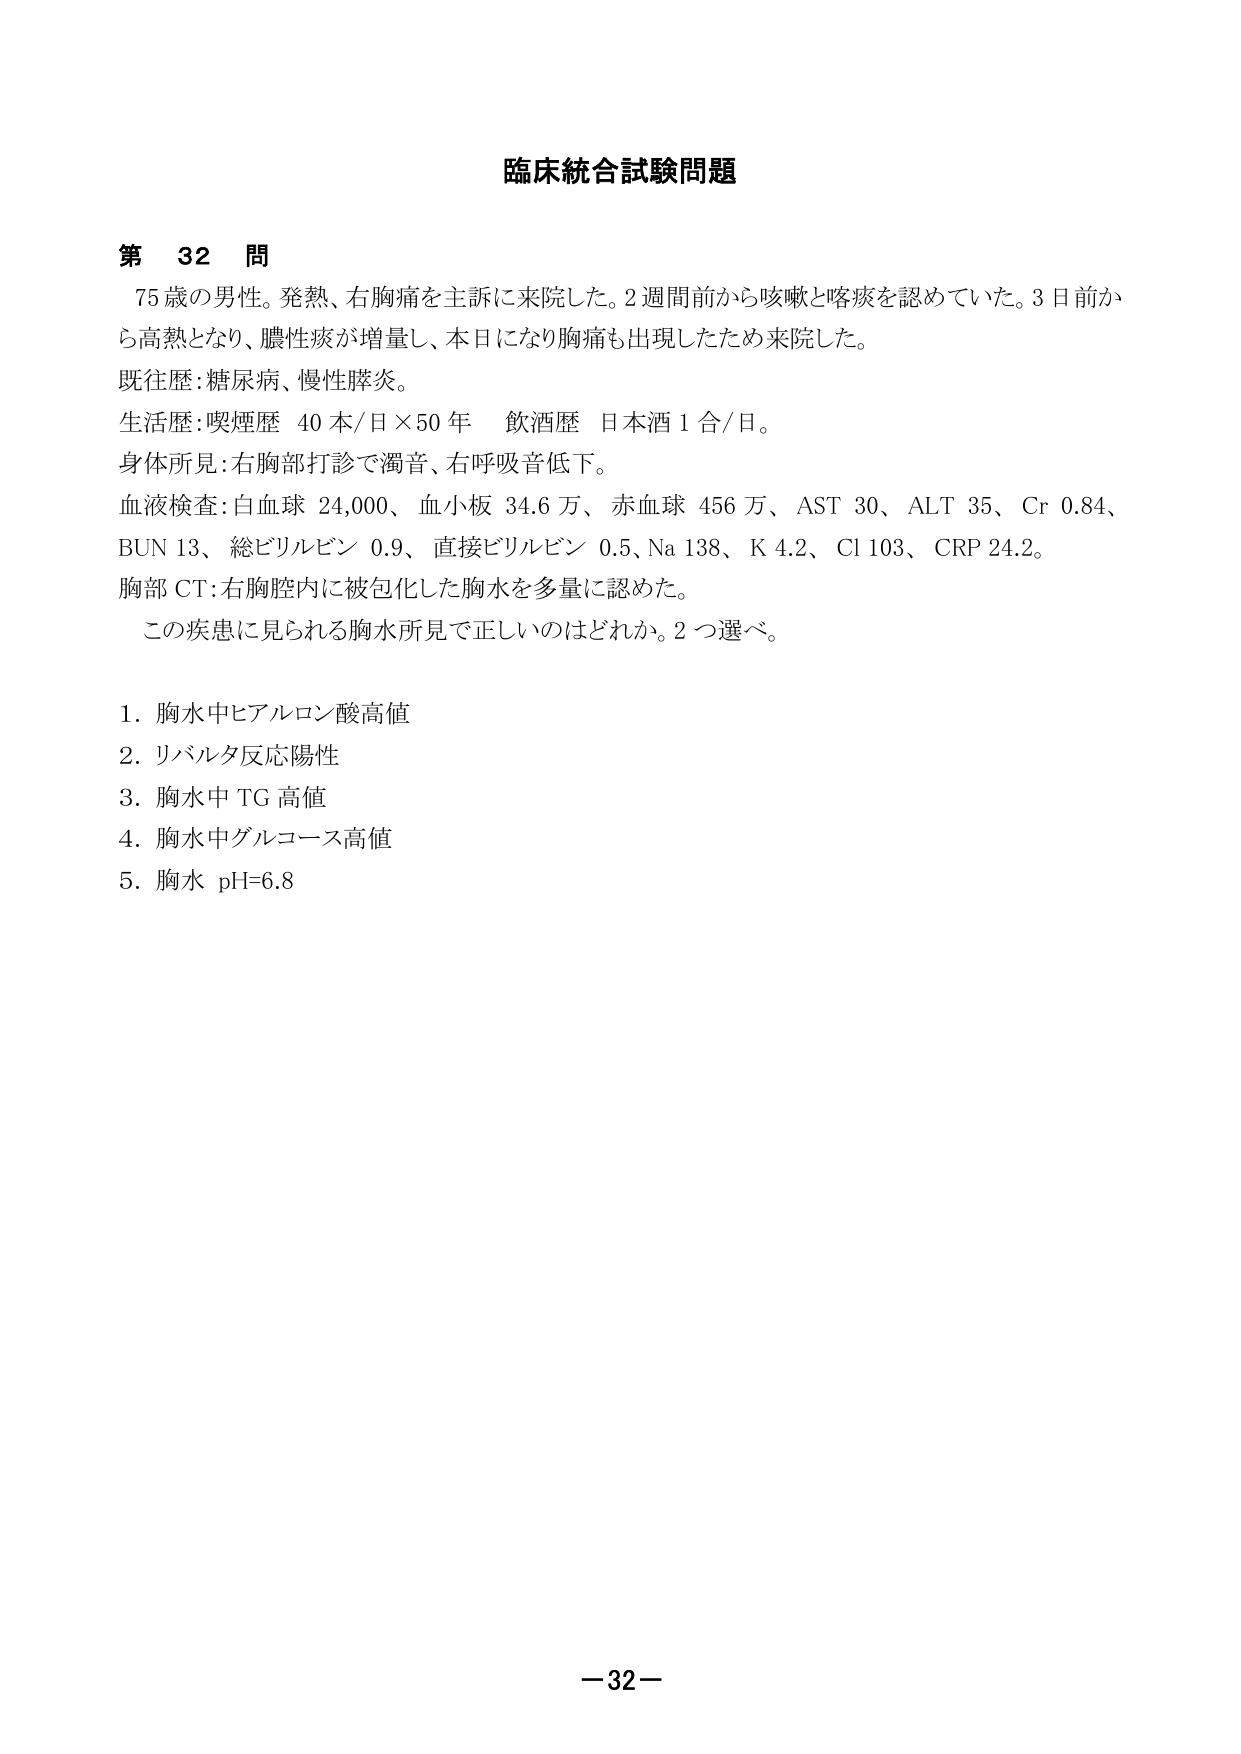 臨床統合試験問題
第 32 問
75歳の男性。発熱、右胸痛を主訴に来院した。2週間前から咳嗽と喀痰を認めていた。3日前か
ら高熱となり、膿性痰が増量し、本日になり胸痛も出現したため来院した。
既往歴:糖尿病、慢性膵炎。
生活歴:喫煙歴 40本/日×50年 飲酒歴 日本酒1合/日。
身体所見:右胸部打診で濁音、右呼吸音低下。
血液検査:白血球 24,000、 血小板 34.6万、 赤血球 456万、 AST 30、 ALT 35、 Cr 0.84、
BUN 13、 総ビリルビン 0.9、 直接ビリルビン 0.5、Na 138、 K 4.2、 Cl 103、 CRP 24.2。
胸部CT:右胸腔内に被包化した胸水を多量に認めた。
この疾患に見られる胸水所見で正しいのはどれか。2つ選べ。
1. 胸水中ヒアルロン酸高値
2. リバルタ反応陽性
3. 胸水中TG高値
4. 胸水中グルコース高値
5. 胸水 pH=6.8
―32―